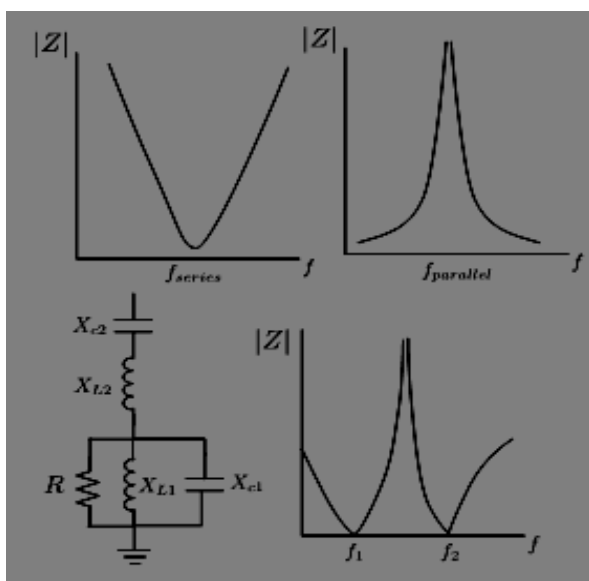 |Z|
f_series
f
|Z|
f_parallel
f
X_c2
X_L2
R
X_L1
X_c1
|Z|
f_1
f_2
f